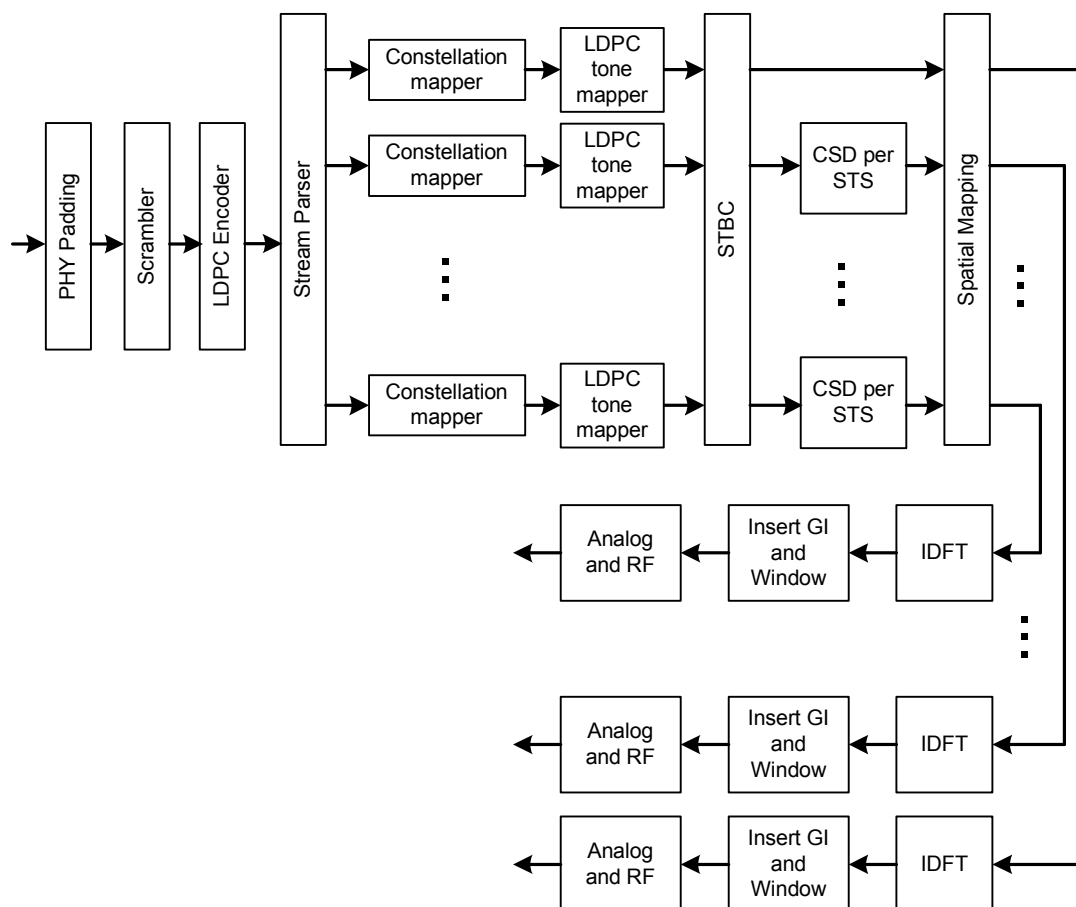 PHY Padding
Scrambler
LDPC Encoder
Stream Parser
Constellation
mapper
LDPC
tone
mapper
Constellation
mapper
LDPC
tone
mapper
Constellation
mapper
LDPC
tone
mapper
STBC
CSD per
STS
CSD per
STS
Spatial Mapping
Analog
and RF
Insert GI
and
Window
IDFT
Analog
and RF
Insert GI
and
Window
IDFT
Analog
and RF
Insert GI
and
Window
IDFT